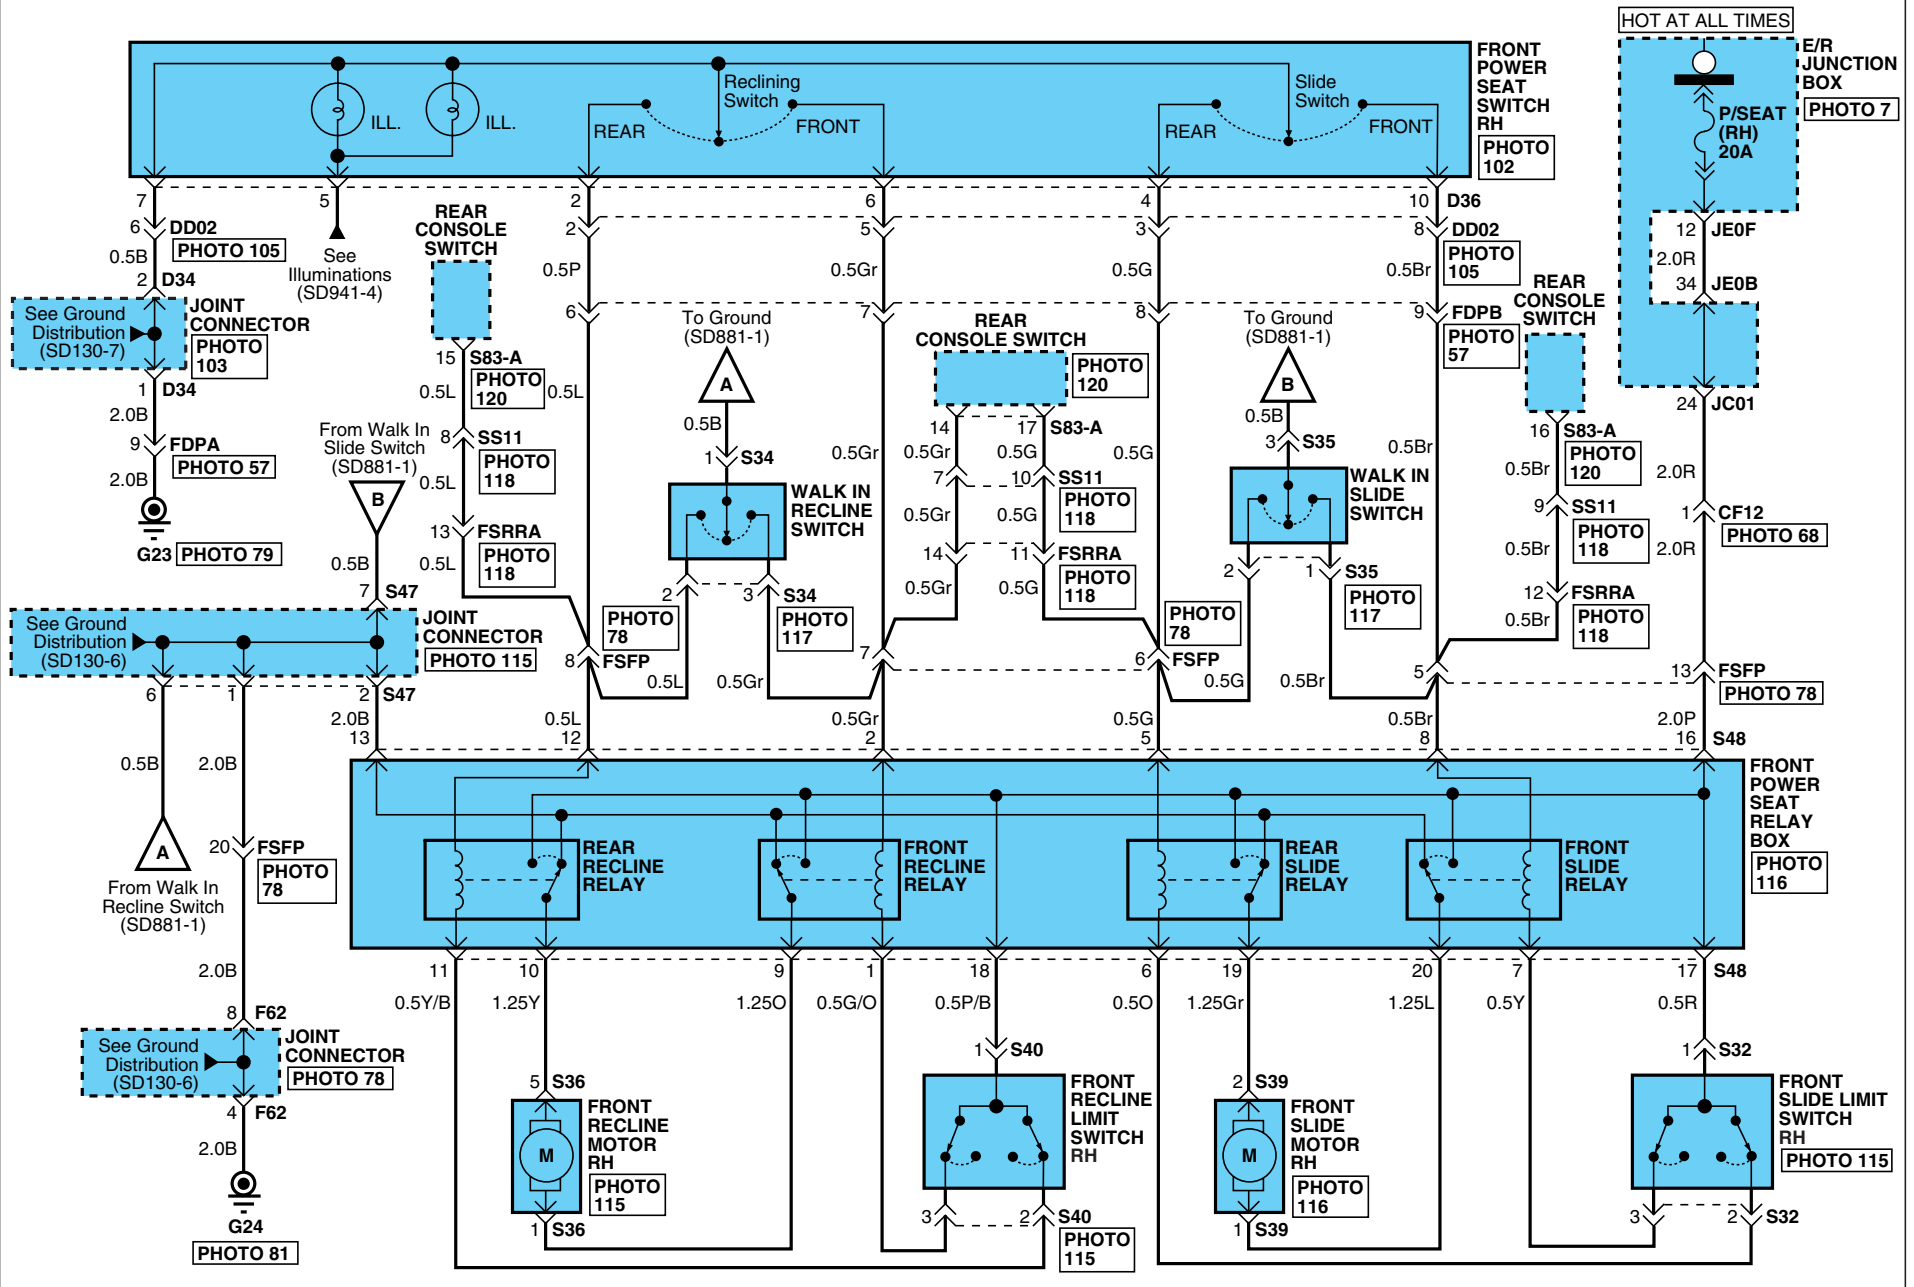 HOT AT ALL TIMES
E/R
JUNCTION
BOX
PHOTO 7
P/SEAT
(RH)
20A
FRONT
POWER
SEAT
SWITCH
RH
PHOTO
102
ILL.
ILL.
Reclining
Switch
REAR
FRONT
Slide
Switch
REAR
FRONT
7
5
2
6
4
10
D36
6
DD02
PHOTO 105
2
5
3
8
DD02
PHOTO
105
12
JE0F
2.0R
34
JE0B
0.5B
2
D34
See
Illuminations
(SD941-4)
REAR
CONSOLE
SWITCH
0.5P
0.5Gr
0.5G
0.5Br
REAR
CONSOLE
SWITCH
See Ground
Distribution
(SD130-7)
JOINT
CONNECTOR
PHOTO
103
6
7
8
9
FDPB
PHOTO
57
To Ground
(SD881-1)
A
REAR
CONSOLE SWITCH
PHOTO
120
To Ground
(SD881-1)
B
15
S83-A
PHOTO
120
0.5L
0.5L
1
D34
2.0B
9
FDPA
PHOTO 57
2.0B
G23
PHOTO 79
From Walk In
Slide Switch
(SD881-1)
B
0.5B
7
S47
8
SS11
PHOTO
118
0.5L
13
FSRRA
PHOTO
118
0.5L
0.5B
1
S34
WALK IN
RECLINE
SWITCH
2
3
S34
PHOTO
117
0.5Gr
14
17
S83-A
0.5Gr
0.5G
7
10
SS11
PHOTO
118
0.5Gr
0.5G
14
11
FSRRA
PHOTO
118
0.5Gr
0.5G
0.5G
0.5B
3
S35
WALK IN
SLIDE
SWITCH
2
1
S35
PHOTO
117
0.5Br
16
S83-A
PHOTO
120
0.5Br
9
SS11
PHOTO
118
0.5Br
12
FSRRA
PHOTO
118
0.5Br
24
JC01
2.0R
1
CF12
PHOTO 68
2.0R
See Ground
Distribution
(SD130-6)
JOINT
CONNECTOR
PHOTO 115
6
1
2
S47
PHOTO
78
8
FSFP
0.5L
0.5Gr
7
PHOTO
78
6
FSFP
0.5G
0.5Br
5
13
FSFP
PHOTO 78
2.0B
0.5L
0.5Gr
0.5G
0.5Br
2.0P
13
12
2
5
8
16
S48
0.5B
2.0B
A
From Walk In
Recline Switch
(SD881-1)
20
FSFP
PHOTO
78
REAR
RECLINE
RELAY
FRONT
RECLINE
RELAY
REAR
SLIDE
RELAY
FRONT
SLIDE
RELAY
FRONT
POWER
SEAT
RELAY
BOX
PHOTO
116
11
10
9
1
18
6
19
20
7
17
S48
2.0B
0.5Y/B
1.25Y
1.25O
0.5G/O
0.5P/B
0.5O
1.25Gr
1.25L
0.5Y
0.5R
8
F62
See Ground
Distribution
(SD130-6)
JOINT
CONNECTOR
PHOTO 78
4
F62
2.0B
G24
PHOTO 81
5
S36
FRONT
RECLINE
MOTOR
RH
PHOTO
115
M
1
S36
1
S40
FRONT
RECLINE
LIMIT
SWITCH
RH
3
2
S40
PHOTO
115
2
S39
FRONT
SLIDE
MOTOR
RH
PHOTO
116
M
1
S39
1
S32
FRONT
SLIDE LIMIT
SWITCH
RH
PHOTO 115
3
2
S32